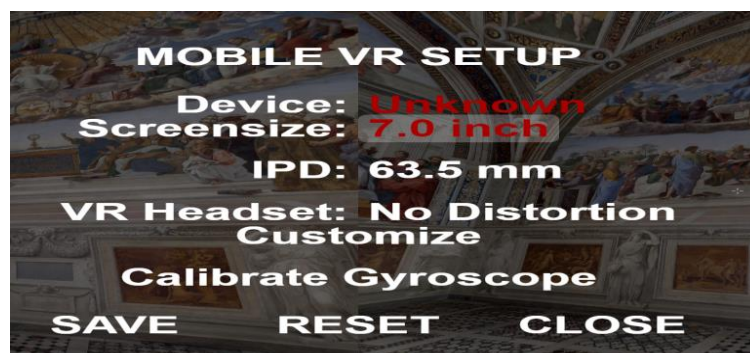 MOBILE VR SETUP
Device: Unknown
Screensize: 7.0 inch
IPD: 63.5 mm
VR Headset: No Distortion
Customize
Calibrate Gyroscope
SAVE RESET CLOSE